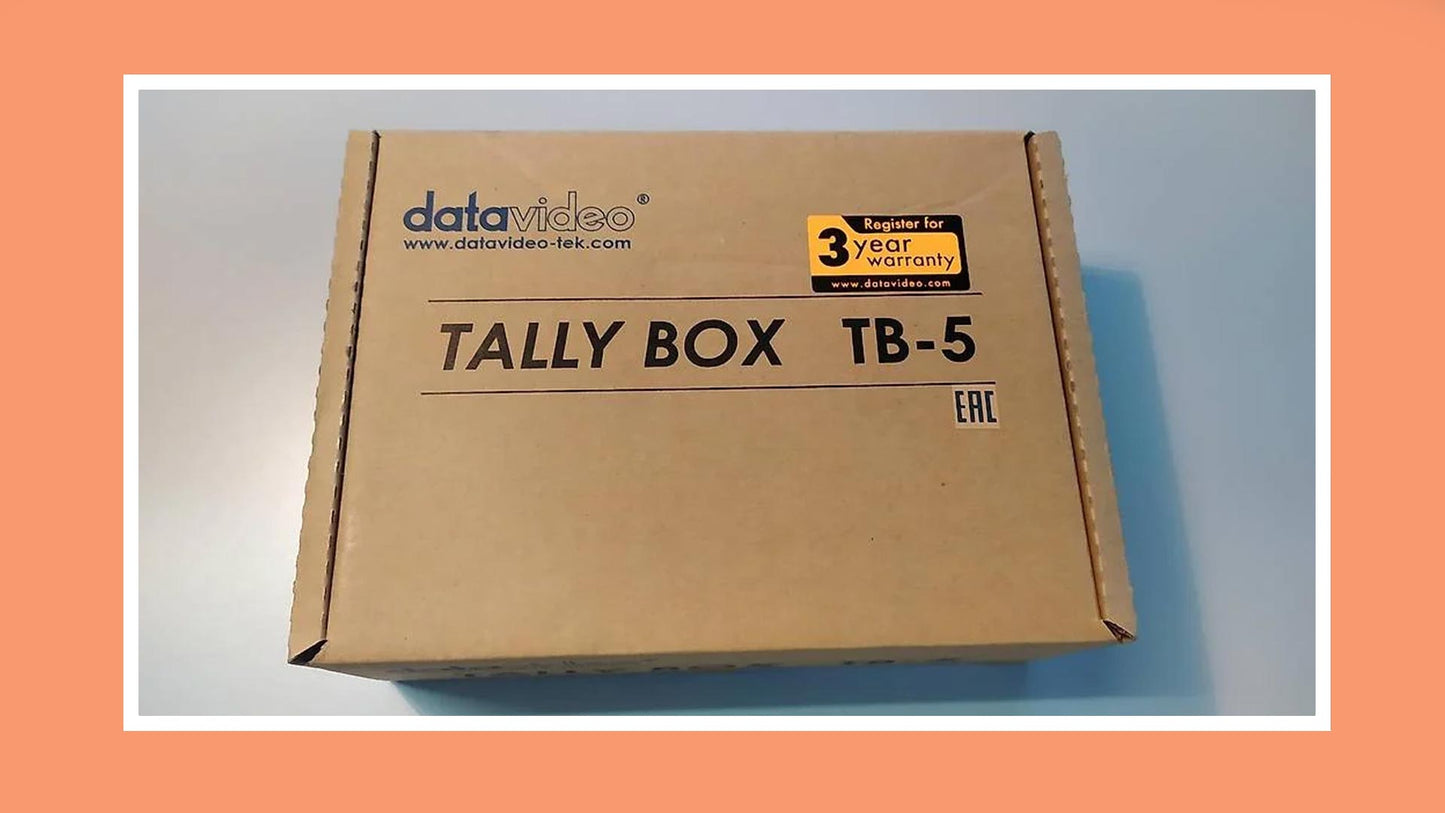 datavideo®
www.datavideo-tek.com
Register for
3 year
warranty
www.datavideo.com
TALLY BOX TB-5
EAC